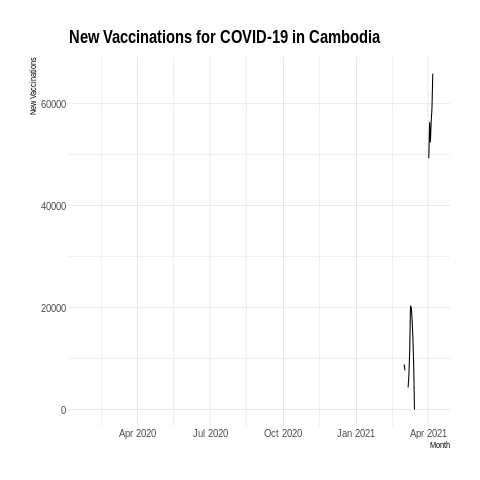 New Vaccinations for COVID-19 in Cambodia
New Vaccinations
60000
40000
20000
0
Apr 2020 Jul 2020 Oct 2020 Jan 2021 Apr 2021
Month